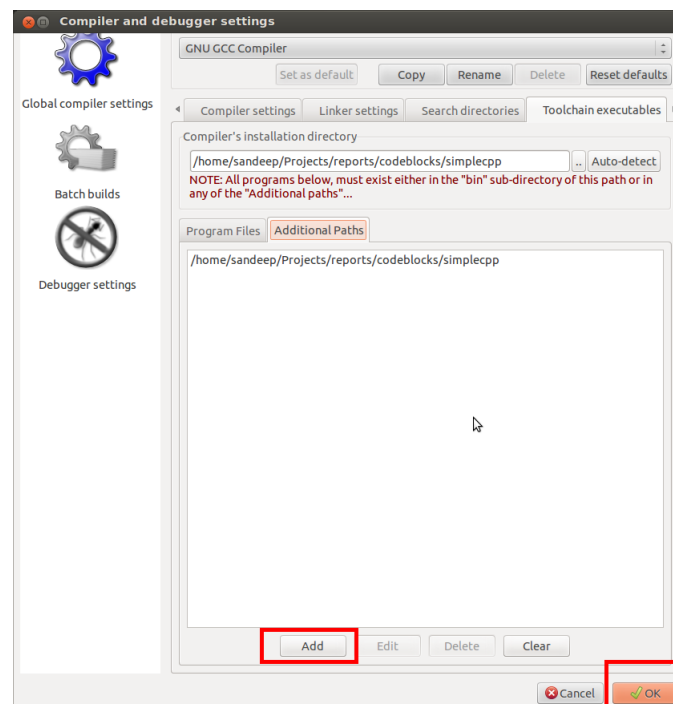 Compiler and debugger settings
GNU GCC Compiler
Set as default Copy Rename Delete Reset defaults
Global compiler settings
Compiler settings Linker settings Search directories Toolchain executables
Compiler's installation directory
/home/sandeep/Projects/reports/codeblocks/simplecpp .. Auto-detect
NOTE: All programs below, must exist either in the "bin" sub-directory of this path or in
any of the "Additional paths"...
Batch builds
Program Files Additional Paths
/home/sandeep/Projects/reports/codeblocks/simplecpp
Debugger settings
Add Edit Delete Clear
Cancel OK